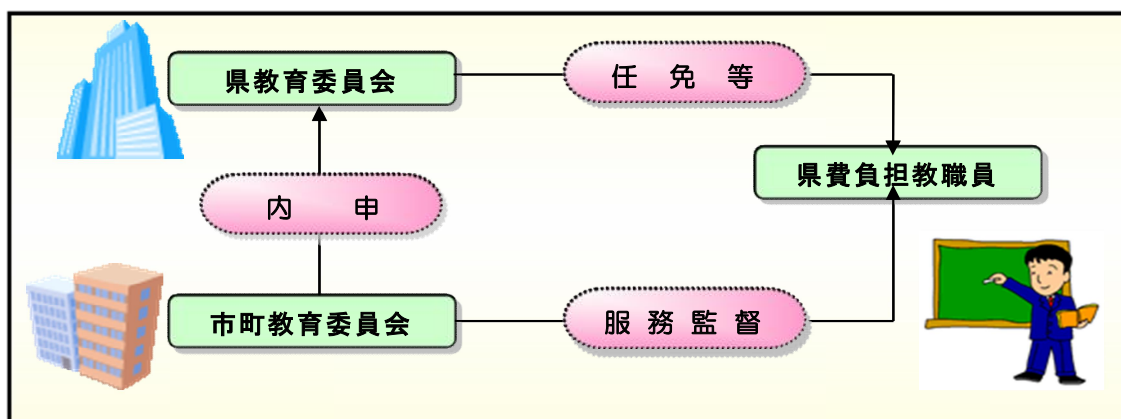 県教育委員会
任免等
県費負担教職員
内申
市町教育委員会
服務監督